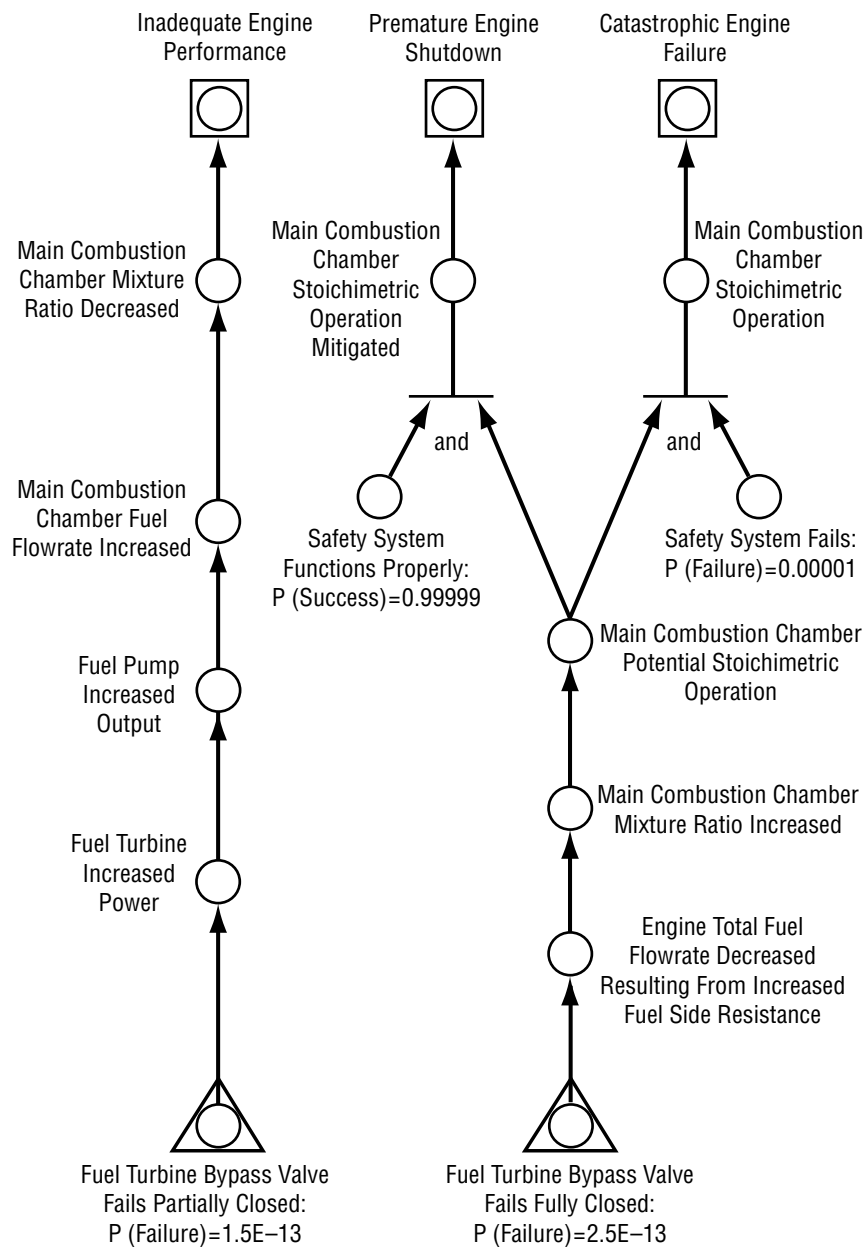 Inadequate Engine
Performance
Premature Engine
Shutdown
Catastrophic Engine
Failure
Main Combustion
Chamber Mixture
Ratio Decreased
Main Combustion
Chamber
Stoichimetric
Operation
Mitigated
Main Combustion
Chamber
Stoichimetric
Operation
and
and
Main Combustion
Chamber Fuel
Flowrate Increased
Safety System
Functions Properly:
P (Success)=0.99999
Safety System Fails:
P (Failure)=0.00001
Main Combustion Chamber
Potential Stoichimetric
Operation
Fuel Pump
Increased
Output
Main Combustion Chamber
Mixture Ratio Increased
Fuel Turbine
Increased
Power
Engine Total Fuel
Flowrate Decreased
Resulting From Increased
Fuel Side Resistance
Fuel Turbine Bypass Valve
Fails Partially Closed:
P (Failure)=1.5E–13
Fuel Turbine Bypass Valve
Fails Fully Closed:
P (Failure)=2.5E–13